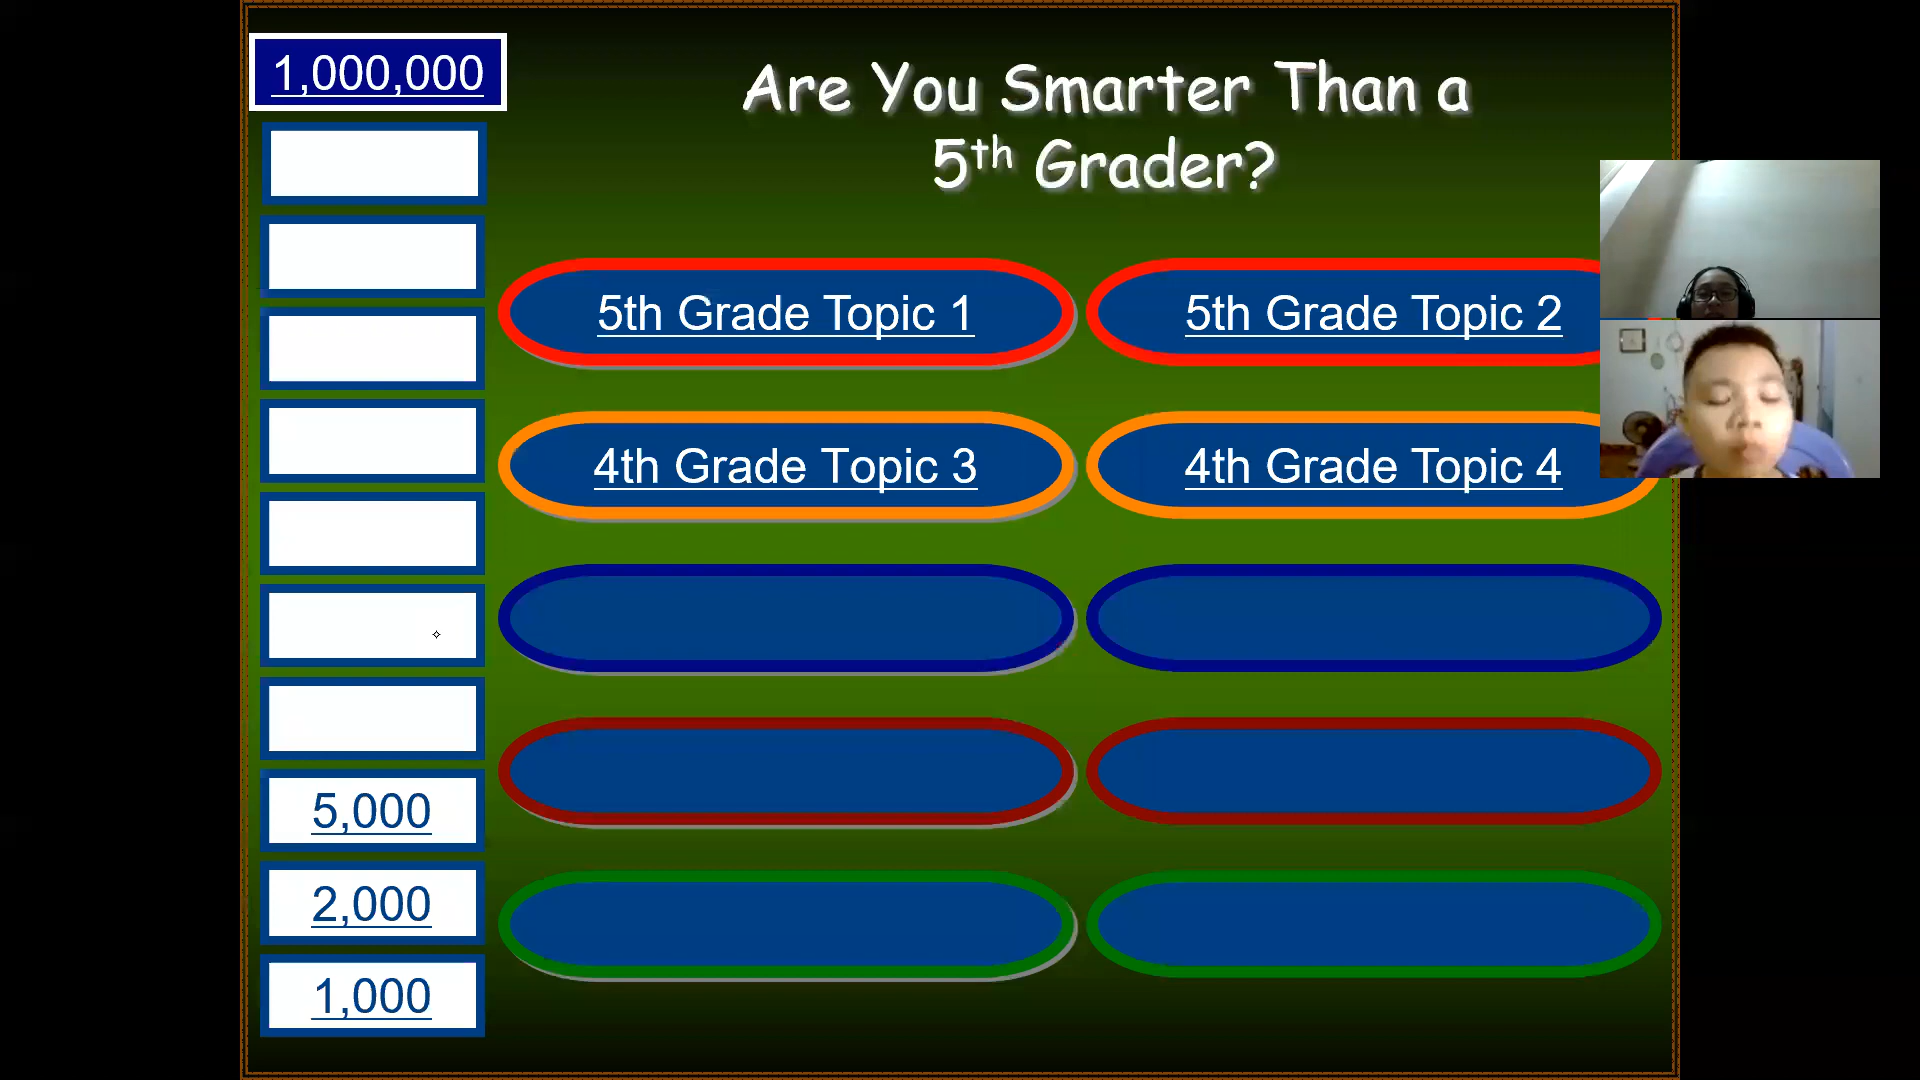 1,000,000
Are You Smarter Than a
5th Grader?
5th Grade Topic 1
5th Grade Topic 2
4th Grade Topic 3
4th Grade Topic 4
5,000
2,000
1,000